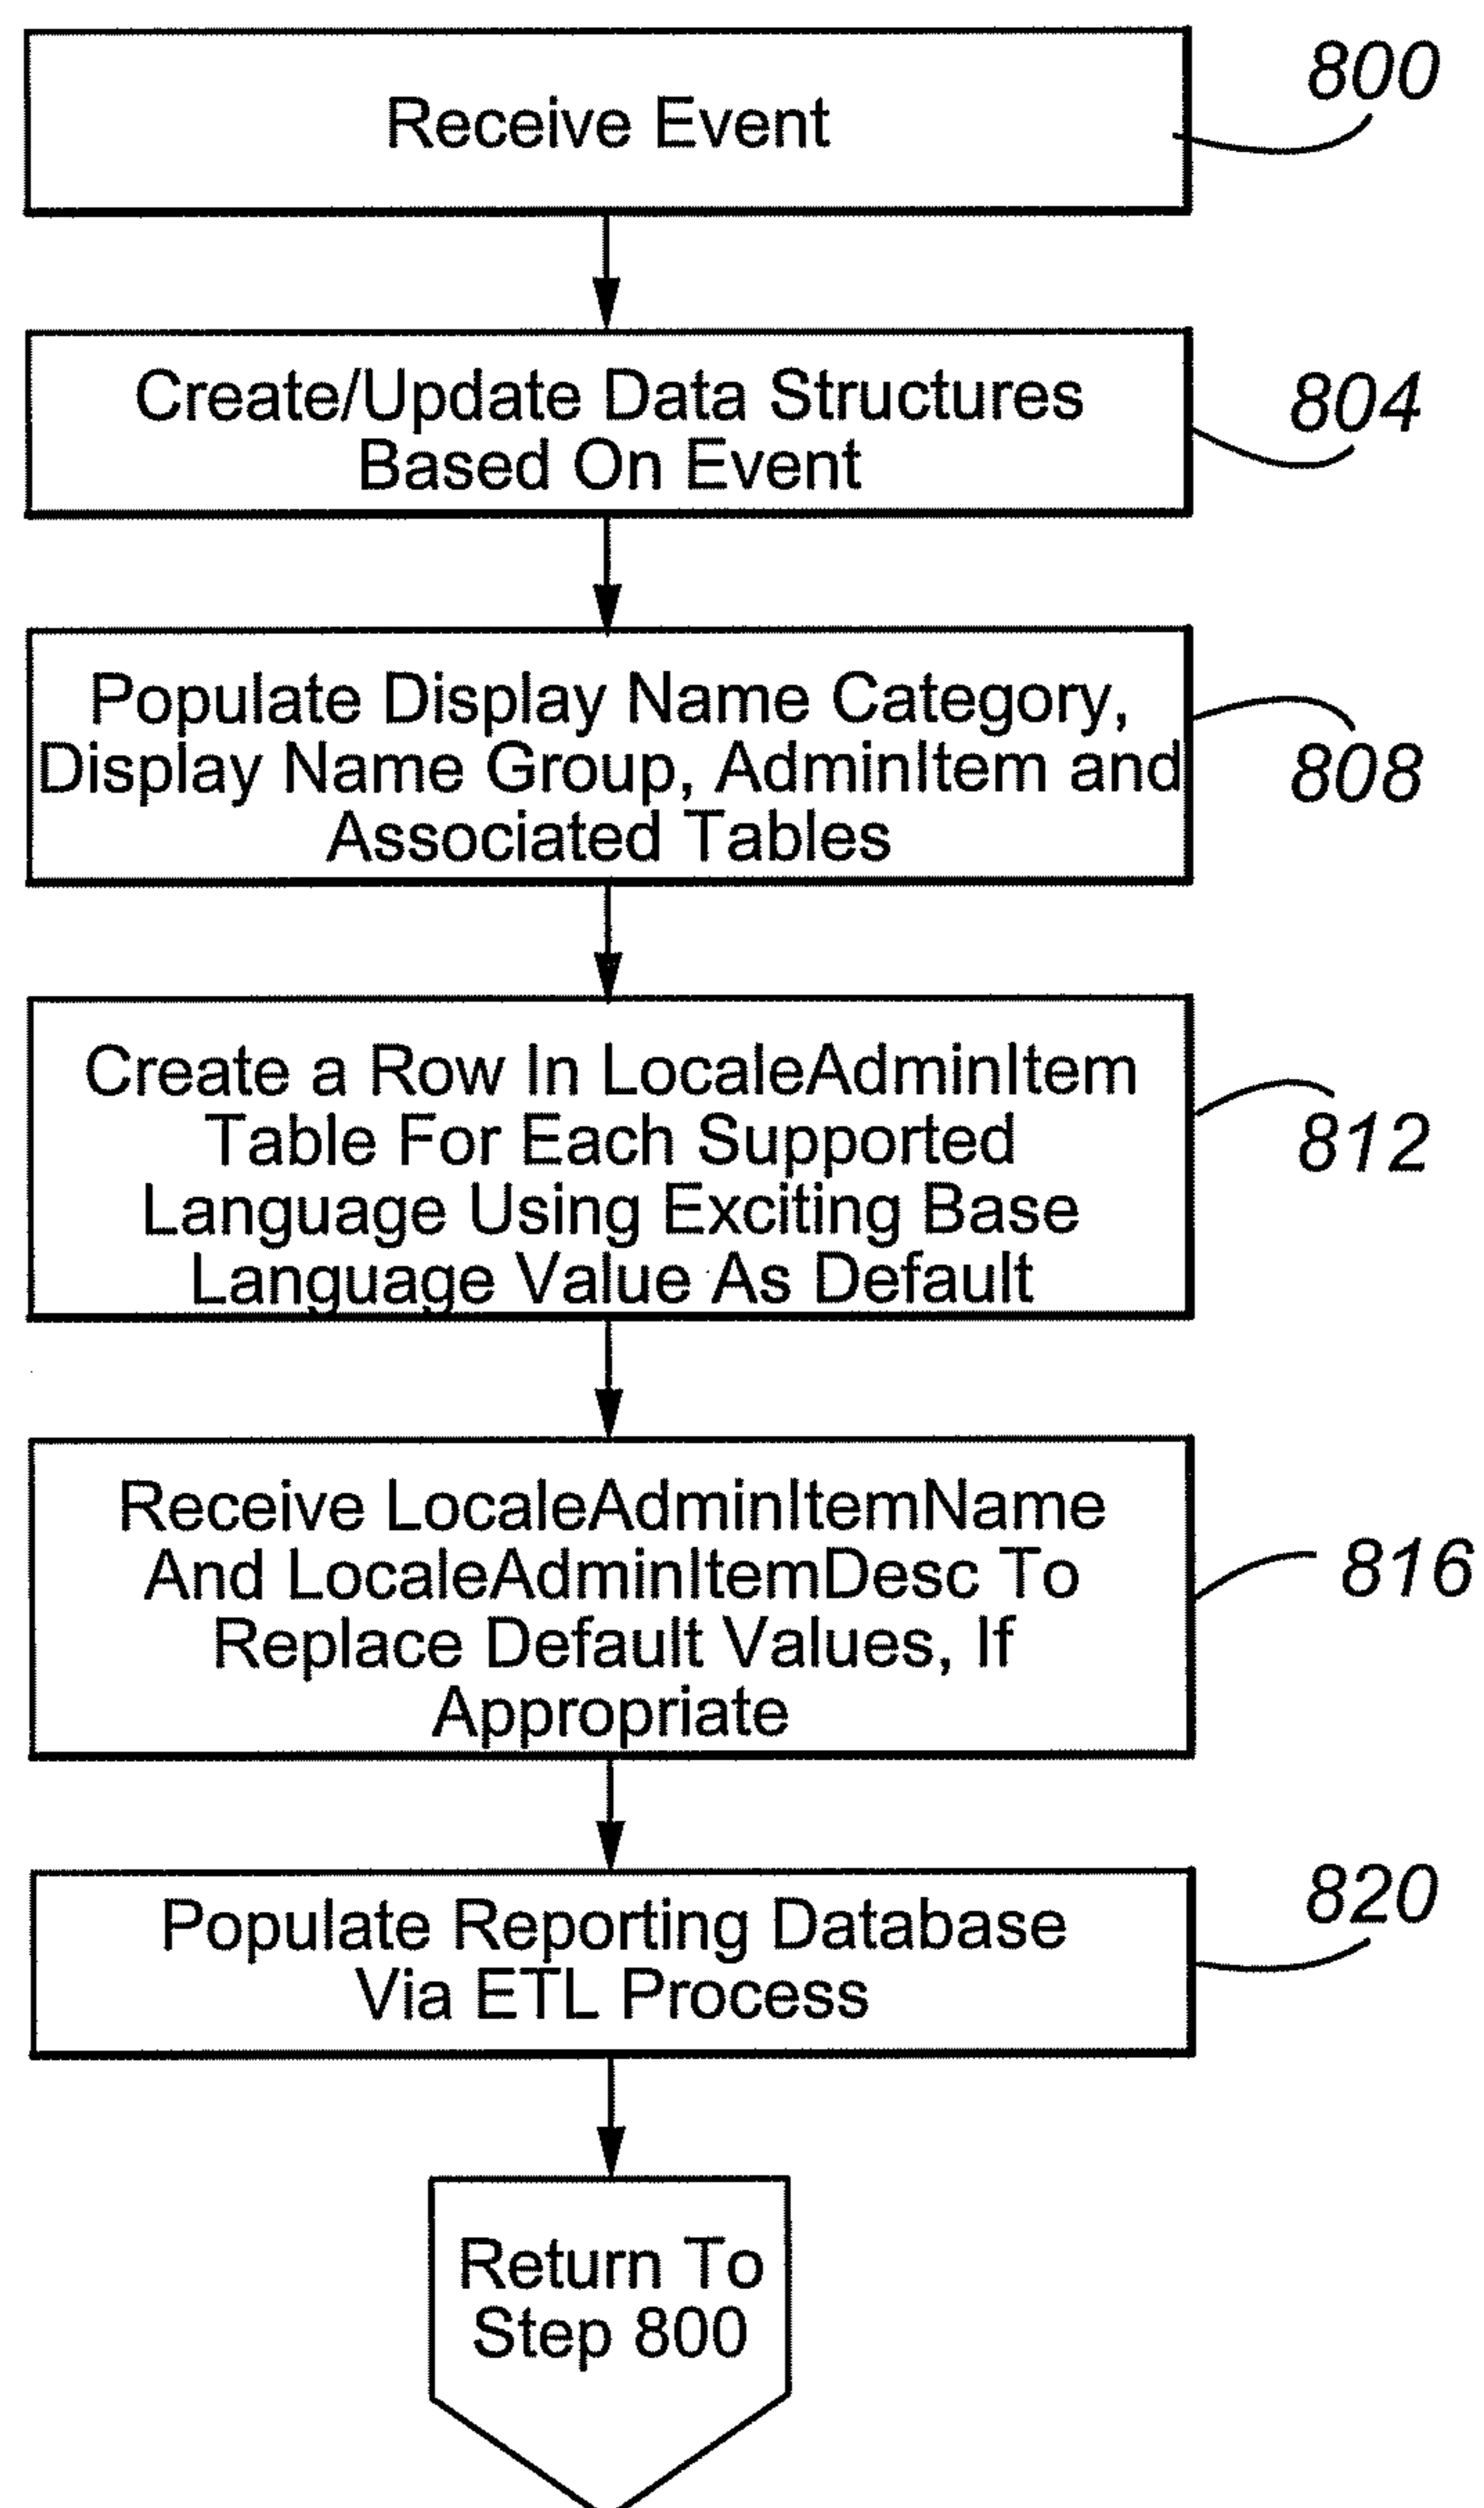 Receive Event
800
Create/Update Data Structures
Based On Event
804
Populate Display Name Category,
Display Name Group, AdminItem and
Associated Tables
808
Create a Row In LocaleAdminItem
Table For Each Supported
Language Using Exciting Base
Language Value As Default
812
Receive LocaleAdminItemName
And LocaleAdminItemDesc To
Replace Default Values, If
Appropriate
816
Populate Reporting Database
Via ETL Process
820
Return To
Step 800